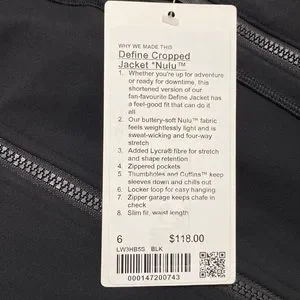 WHY WE MADE THIS
Define Cropped
Jacket *Nulu™
1. Whether you're up for adventure
or ready for downtime, this
shortened version of our
fan-favourite Define Jacket has
a feel-good fit that can do it
all
2. Our buttery-soft Nulu™ fabric
feels weightlessly light and is
sweat-wicking and four-way
stretch
3. Added Lycra® fibre for stretch
and shape retention
4. Zippered pockets
5. Thumbholes and Cuffins™ keep
sleeves down and chills out
6. Locker loop for easy hanging
7. Zipper garage keeps chafe in
check
8. Slim fit, waist length
6 $118.00
LW3HB5S BLK
000147200743